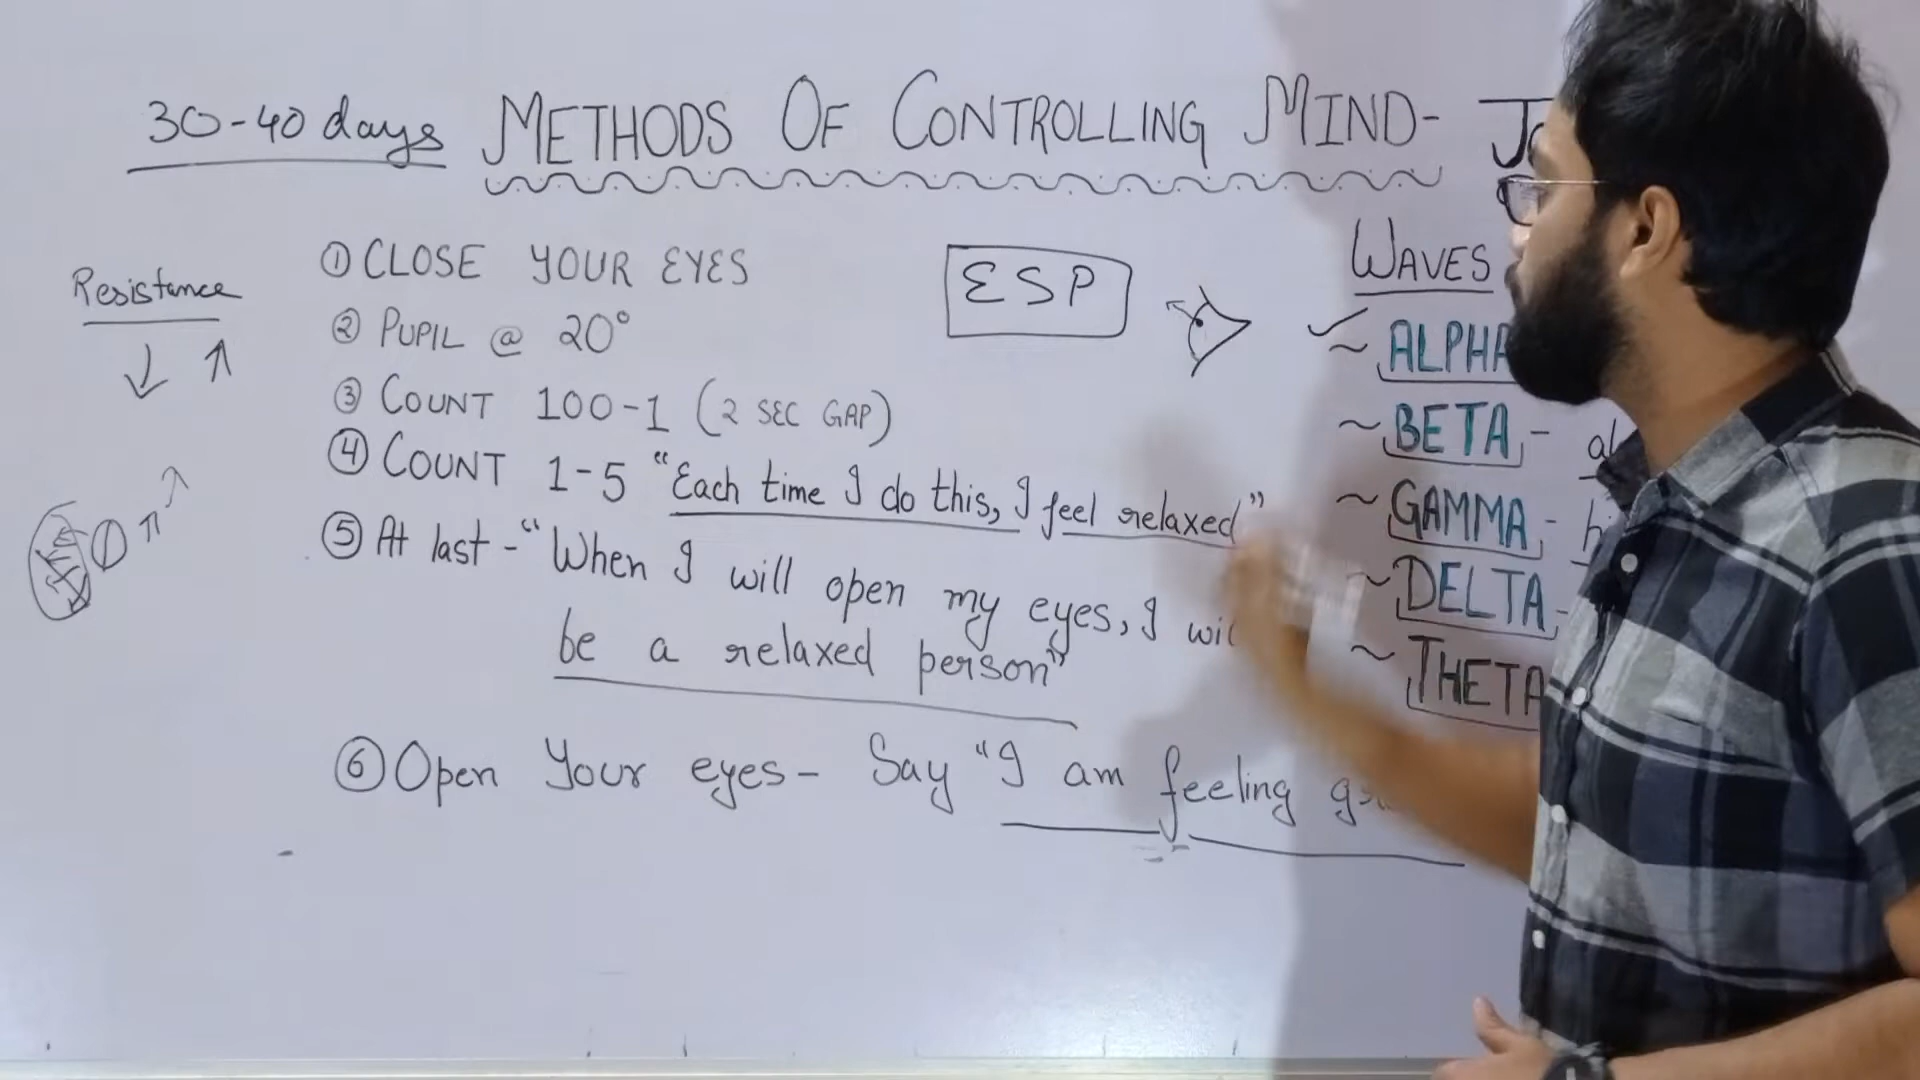 30-40 days METHODS OF CONTROLLING MIND-
Resistance
① CLOSE YOUR EYES
② PUPIL @ 20°
③ COUNT 100-1 (2 SEC GAP)
④ COUNT 1-5 "Each time I do this, I feel relaxed"
⑤ At last - "When I will open my eyes, I
be a relaxed person"
⑥ Open Your eyes - Say "I am feeling
ESP
WAVES
~ ALPHA
~ BETA -
~ GAMMA -
~ DELTA -
~ THETA